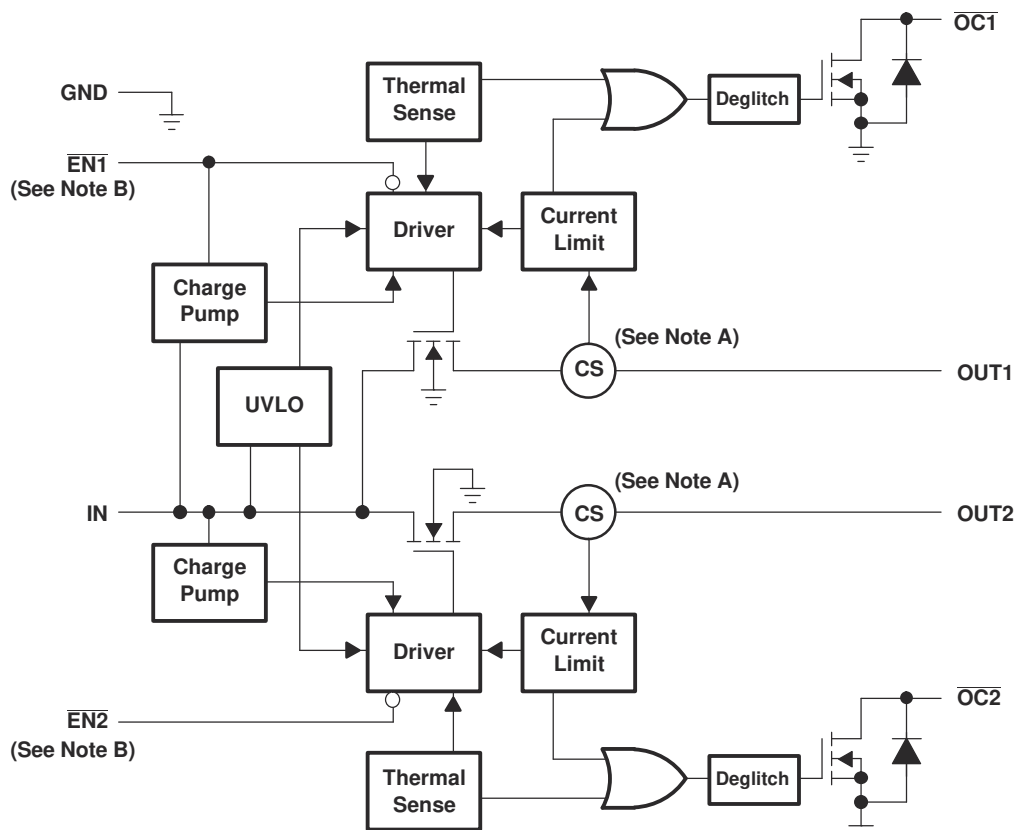 OC1
Thermal
Sense
Deglitch
GND
EN1
(See Note B)
Driver
Current
Limit
Charge
Pump
(See Note A)
CS
OUT1
UVLO
(See Note A)
IN
CS
OUT2
Charge
Pump
Driver
Current
Limit
EN2
(See Note B)
OC2
Thermal
Sense
Deglitch